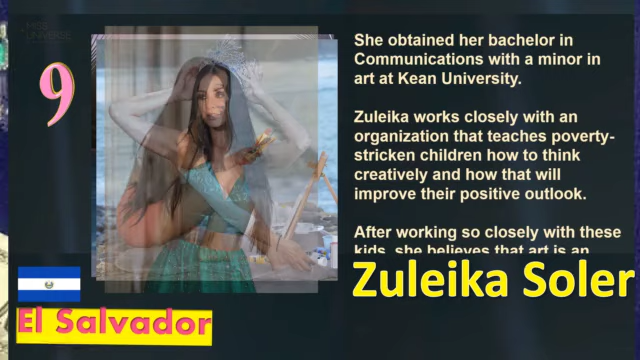 MISS
UNIVERSE
9
She obtained her bachelor in
Communications with a minor in
art at Kean University.
Zuleika works closely with an
organization that teaches poverty-
stricken children how to think
creatively and how that will
improve their positive outlook.
After working so closely with these
kids, she believes that art is an
Zuleika Soler
El Salvador